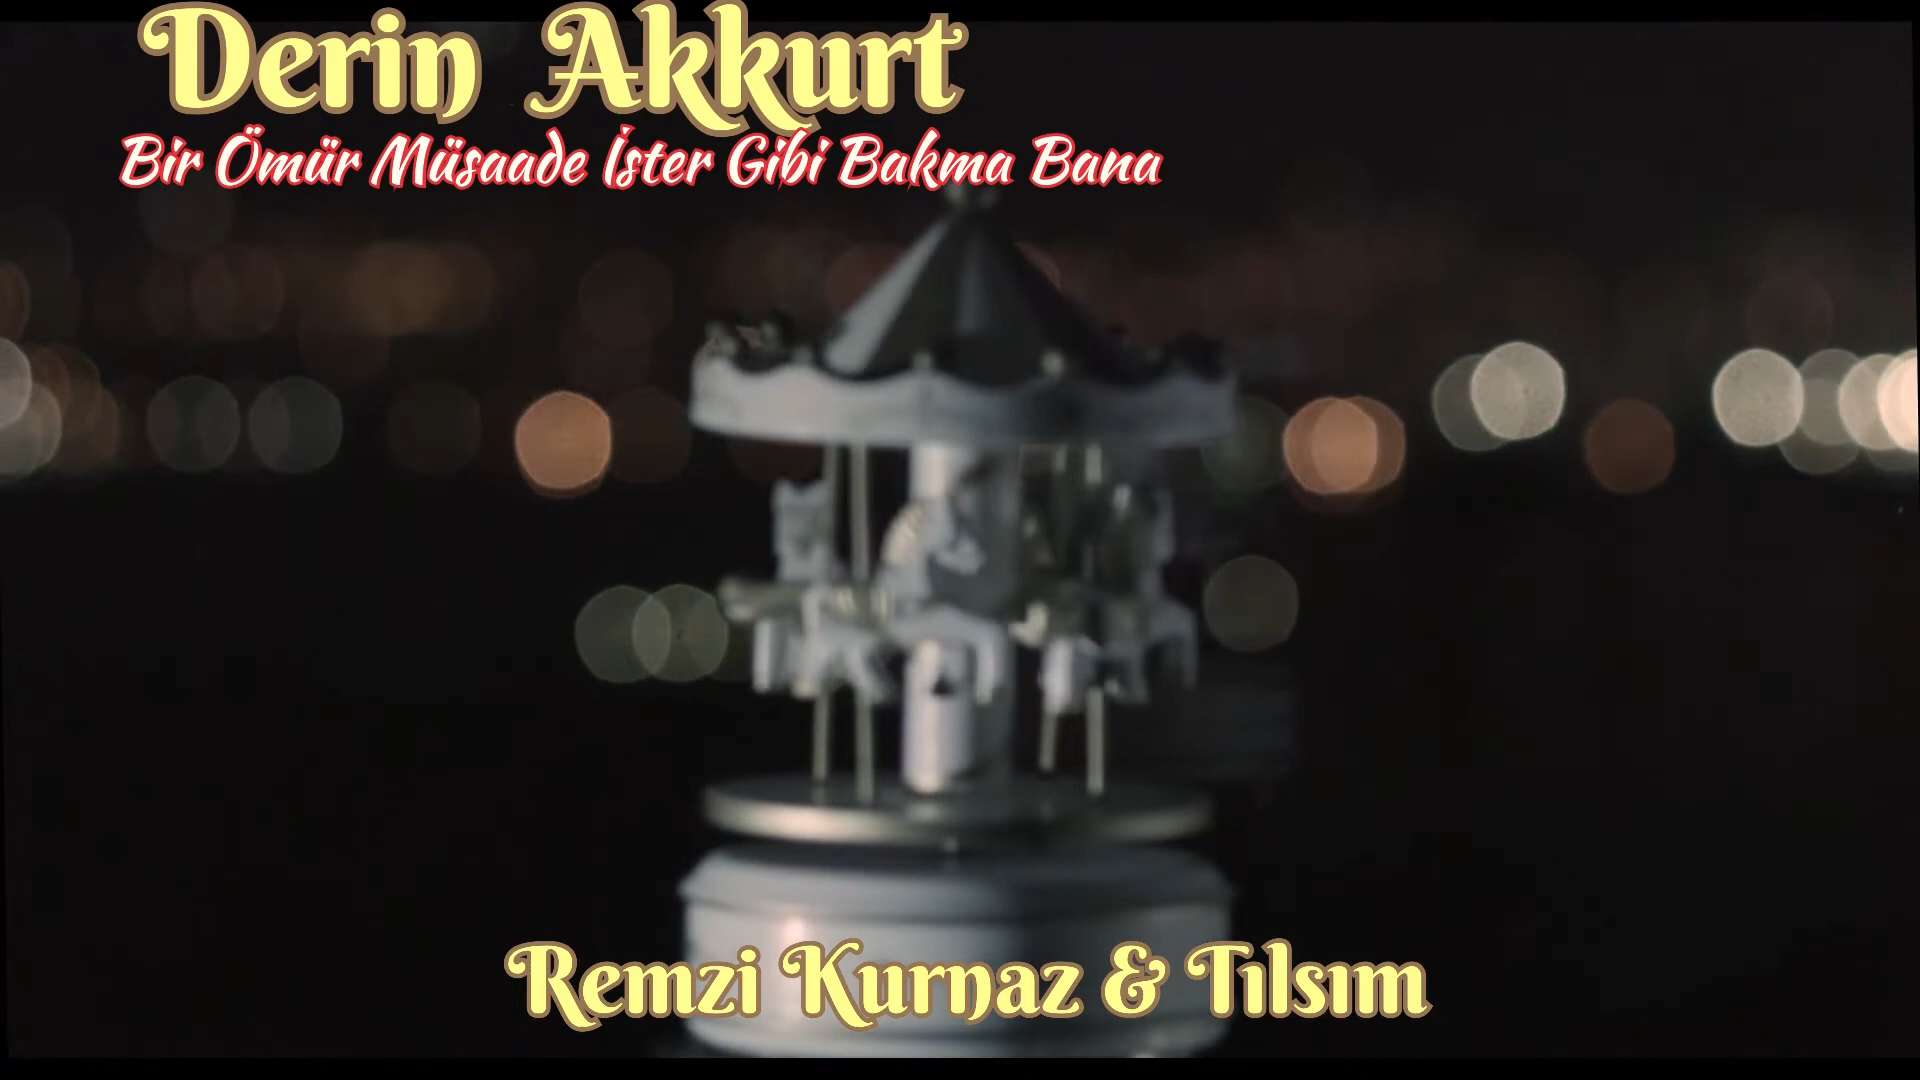 Derin Akkurt
Bir Ömür Müsaade İster Gibi Bakma Bana
Remzi Kurnaz & Tılsım